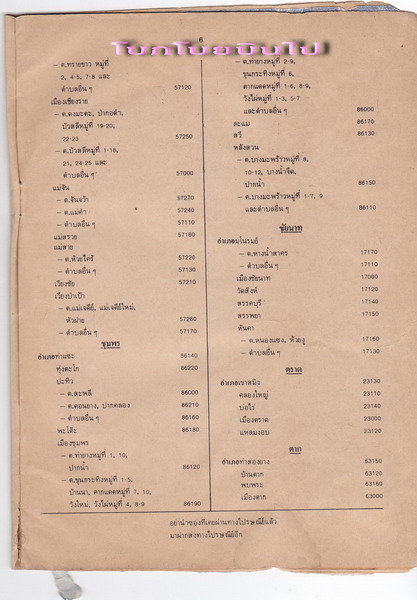 โบกโบยบินไป
6
– ต.ทรายขาว หมู่ที่
2, 4-5, 7-8 และ
ตำบลอื่น ๆ 57120
เมืองเชียงราย
– ต.ดงมะดะ, ปาก่อดำ,
บัวสลีหมู่ที่ 19-20,
22-23 57250
– ต.บัวสลีหมู่ที่ 1-18,
21, 24-25 และ
ตำบลอื่น ๆ 57000
แม่จัน
– ต.จันจว้า 57270
– ต.แม่คำ 57240
– ตำบลอื่น ๆ 57110
แม่สรวย 57180
แม่สาย
– ต.ห้วยไคร้ 57220
– ตำบลอื่น ๆ 57130
เวียงชัย 57210
เวียงป่าเป้า
– ต.แม่เจดีย์, แม่เจดีย์ใหม่,
หัวฝาย 57260
– ตำบลอื่น ๆ 57170
ชุมพร
อำเภอท่าแซะ 86140
ทุ่งตะโก 86220
ปะทิว
– ต.สะพลี 86000
– ต.ดอนยาง, ปากคลอง 86210
– ตำบลอื่น ๆ 86160
พะโต๊ะ 86180
เมืองชุมพร
– ต.ท่ายางหมู่ที่ 1, 10,
ปากน้ำ 86120
– ต.ขุนกระทิงหมู่ที่ 1-5,
บ้านนา, ตากแดดหมู่ที่ 7, 10,
วังใหม่, วังไผ่หมู่ที่ 4, 8-9 86190
– ต.ท่ายางหมู่ที่ 2-9,
ขุนกระทิงหมู่ที่ 6,
ตากแดดหมู่ที่ 1-6, 8-9,
วังไผ่หมู่ที่ 1-3, 5-7
และตำบลอื่น ๆ 86000
ละแม 86170
สวี 86130
หลังสวน
– ต.บางมะพร้าวหมู่ที่ 8,
10-12, บางน้ำจืด,
ปากน้ำ 86150
– ต.บางมะพร้าวหมู่ที่ 1-7, 9
และตำบลอื่น ๆ 86110
ชัยนาท
อำเภอมโนรมย์
– ต.หางน้ำสาคร 17170
– ตำบลอื่น ๆ 17110
เมืองชัยนาท 17000
วัดสิงห์ 17120
สรรคบุรี 17140
สรรพยา 17150
หันคา
– ต.หนองแซง, ห้วยงู 17160
– ตำบลอื่น ๆ 17130
ตราด
อำเภอเขาสมิง 23130
คลองใหญ่ 23110
บ่อไร่ 23140
เมืองตราด 23000
แหลมงอบ 23120
ตาก
อำเภอท่าสองยาง 63150
บ้านตาก 63120
พบพระ 63160
เมืองตาก 63000
อย่านำซองที่เคยผ่านทางไปรษณีย์แล้ว
มาฝากส่งทางไปรษณีย์อีก